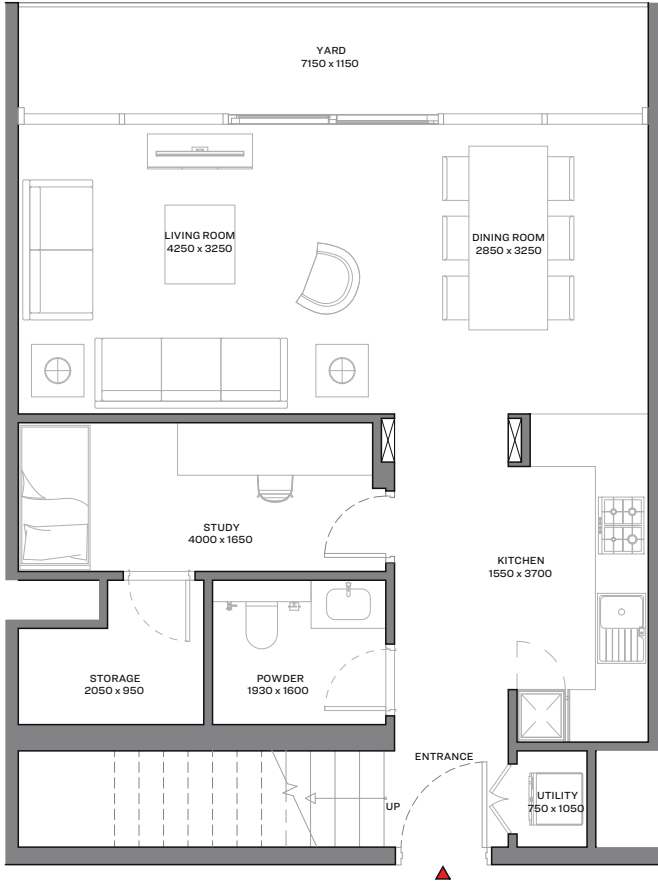 YARD
7150 x 1150
LIVING ROOM
4250 x 3250
DINING ROOM
2850 x 3250
STUDY
4000 x 1650
KITCHEN
1550 x 3700
STORAGE
2050 x 950
POWDER
1930 x 1600
ENTRANCE
UP
UTILITY
750 x 1050